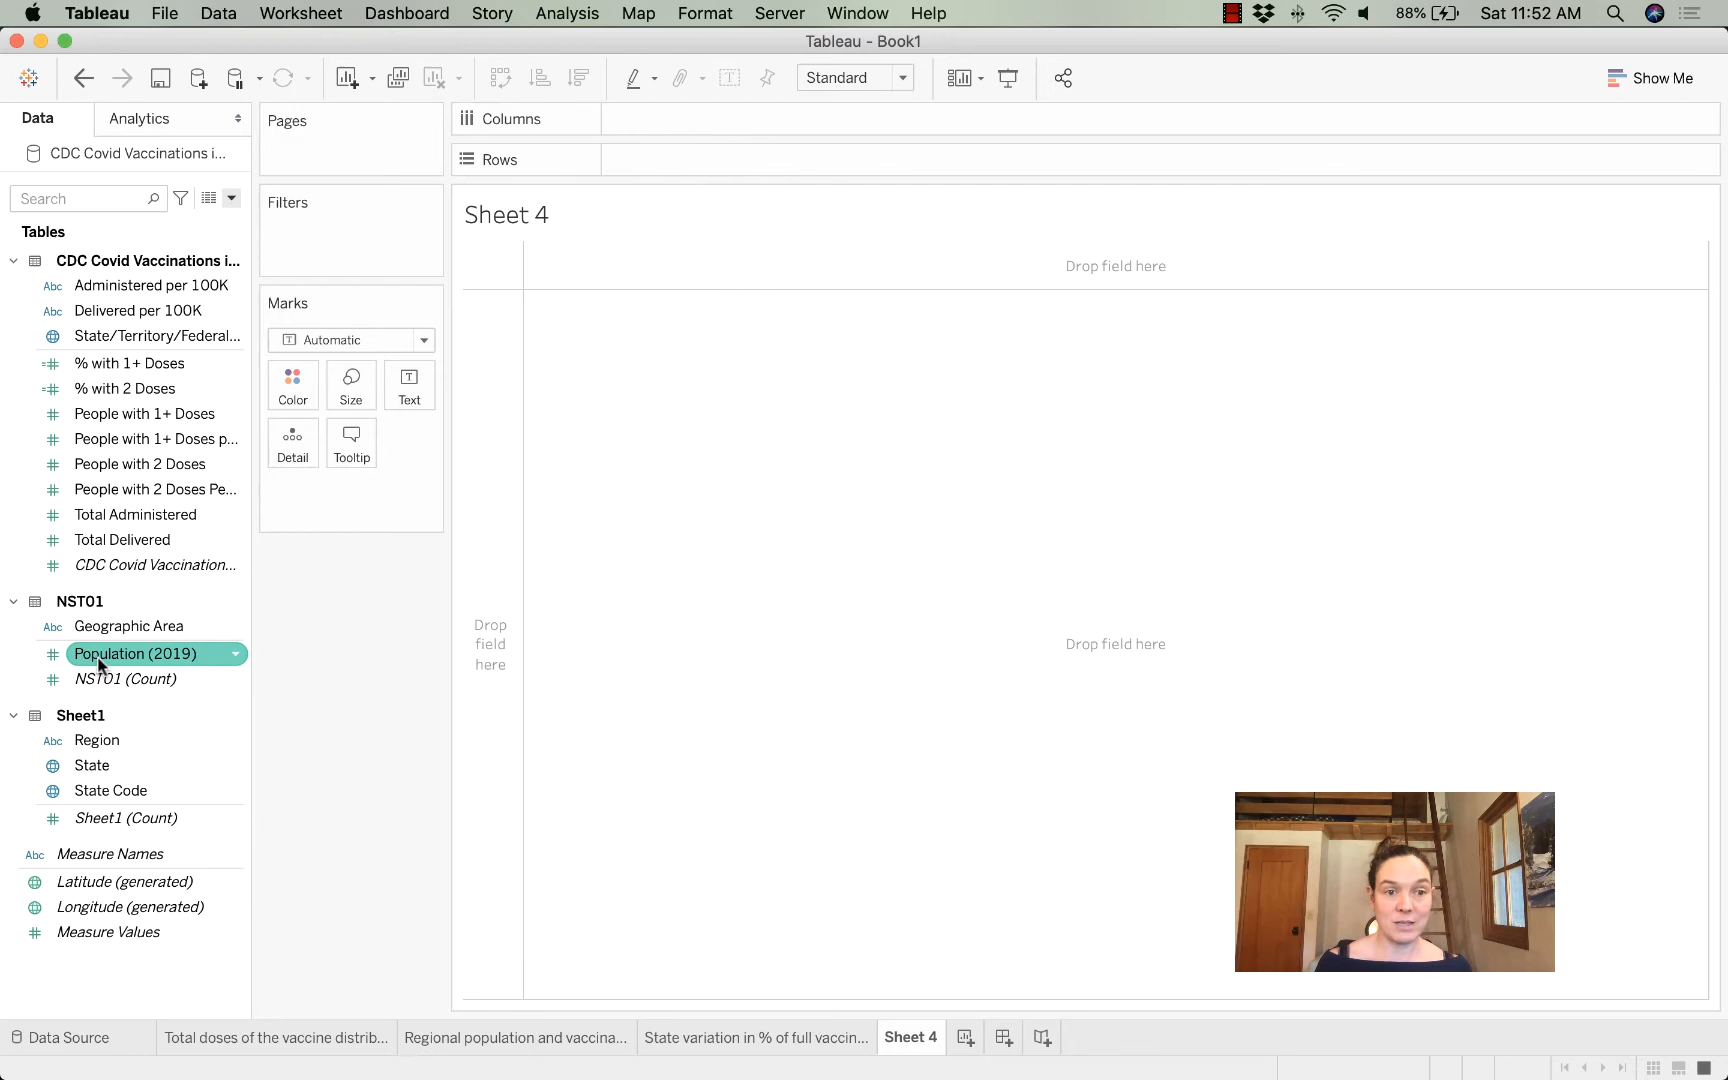 Tableau File Data Worksheet Dashboard Story Analysis Map Format Server Window Help 88% Sat 11:52 AM
Tableau - Book1
Standard Show Me
Data Analytics Pages Columns
CDC Covid Vaccinations i... Rows
Search Filters
Sheet 4
Tables
CDC Covid Vaccinations i...
Abc Administered per 100K
Abc Delivered per 100K
State/Territory/Federal...
% with 1+ Doses
% with 2 Doses
People with 1+ Doses
People with 1+ Doses p...
People with 2 Doses
People with 2 Doses Pe...
Total Administered
Total Delivered
CDC Covid Vaccination...
NST01
Abc Geographic Area
Population (2019)
NST01 (Count)
Sheet1
Abc Region
State
State Code
Sheet1 (Count)
Abc Measure Names
Latitude (generated)
Longitude (generated)
Measure Values
Marks
Automatic
Color Size Text
Detail Tooltip
Drop field here
Drop
field
here
Drop field here
Data Source Total doses of the vaccine distrib... Regional population and vaccina... State variation in % of full vaccin... Sheet 4